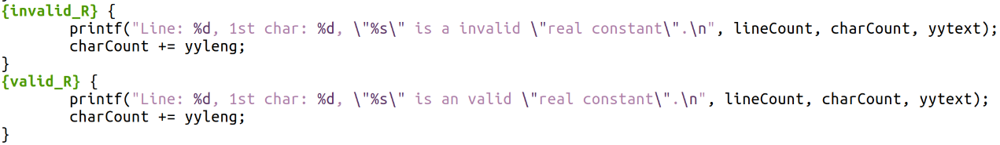 {invalid_R} {
        printf("Line: %d, 1st char: %d, \"%s\" is a invalid \"real constant\".\n", lineCount, charCount, yytext);
        charCount += yyleng;
}
{valid_R} {
        printf("Line: %d, 1st char: %d, \"%s\" is an valid \"real constant\".\n", lineCount, charCount, yytext);
        charCount += yyleng;
}